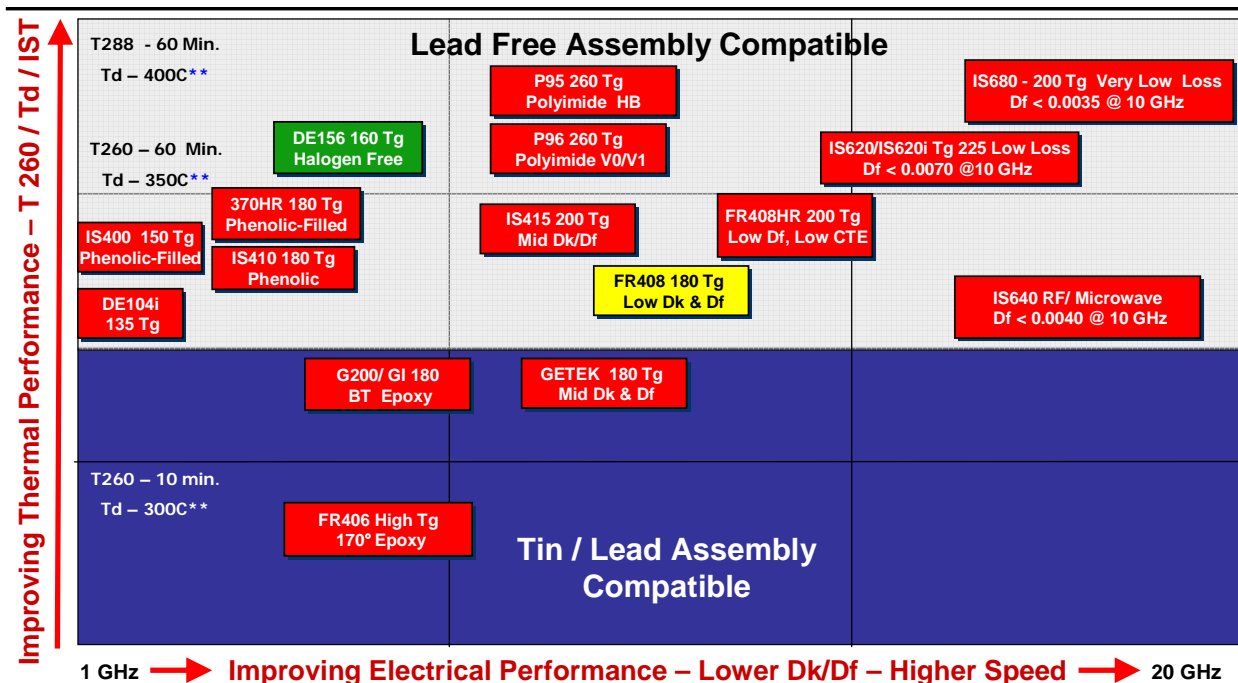 Improving Thermal Performance – T 260 / Td / IST
Lead Free Assembly Compatible
T288 - 60 Min.
Td – 400C**
P95 260 Tg
Polyimide HB
IS680 - 200 Tg Very Low Loss
Df < 0.0035 @ 10 GHz
DE156 160 Tg
Halogen Free
P96 260 Tg
Polyimide V0/V1
IS620/IS620i Tg 225 Low Loss
Df < 0.0070 @10 GHz
T260 – 60 Min.
Td – 350C**
370HR 180 Tg
Phenolic-Filled
IS415 200 Tg
Mid Dk/Df
FR408HR 200 Tg
Low Df, Low CTE
IS400 150 Tg
Phenolic-Filled
IS410 180 Tg
Phenolic
FR408 180 Tg
Low Dk & Df
IS640 RF/ Microwave
Df < 0.0040 @ 10 GHz
DE104i
135 Tg
G200/ GI 180
BT Epoxy
GETEK 180 Tg
Mid Dk & Df
T260 – 10 min.
Td – 300C**
FR406 High Tg
170° Epoxy
Tin / Lead Assembly
Compatible
1 GHz
Improving Electrical Performance – Lower Dk/Df – Higher Speed
20 GHz